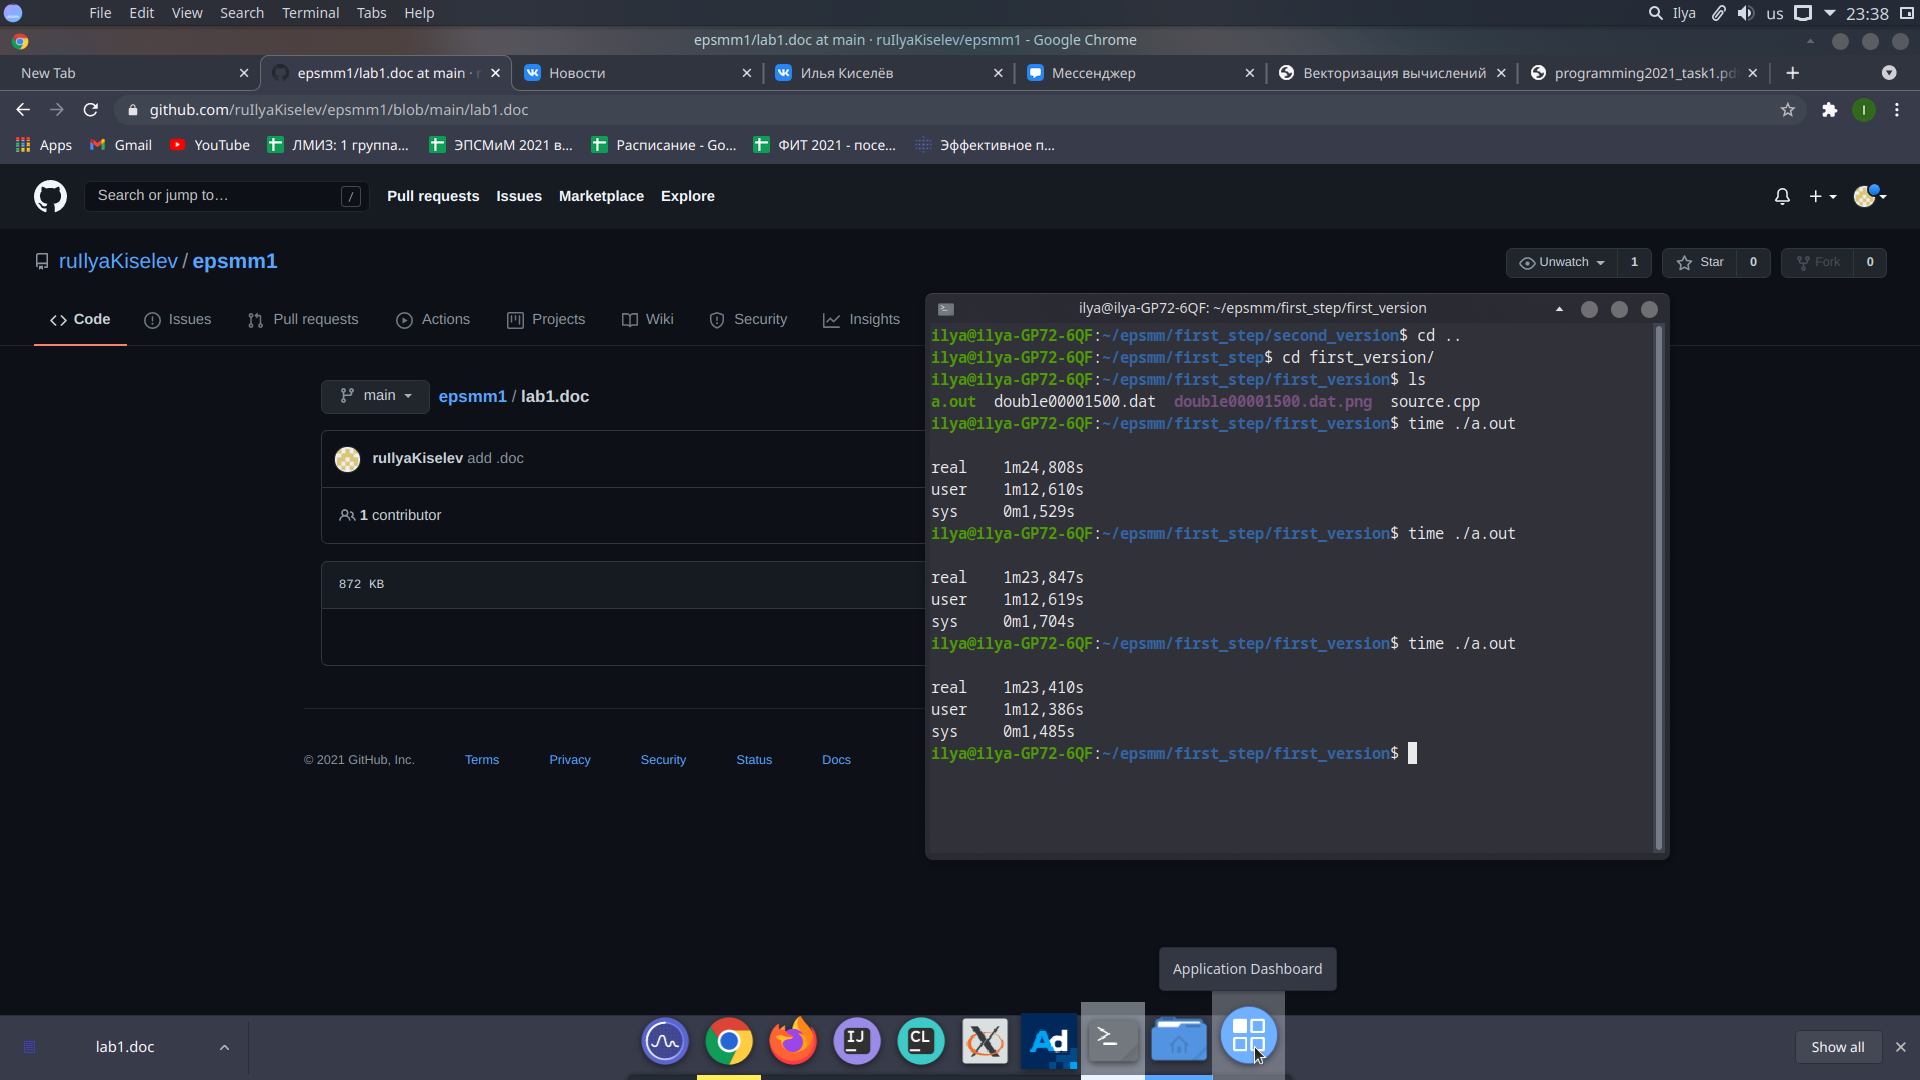 File Edit View Search Terminal Tabs Help
Ilya us 23:38
epsmm1/lab1.doc at main · ruIlyaKiselev/epsmm1 - Google Chrome
New Tab epsmm1/lab1.doc at main · Новости Илья Киселёв Мессенджер Векторизация вычислений programming2021_task1.pd
github.com/ruIlyaKiselev/epsmm1/blob/main/lab1.doc I
Apps Gmail YouTube ЛМИЗ: 1 группа... ЭПСМиМ 2021 в... Расписание - Go... ФИТ 2021 - посе... Эффективное п...
Search or jump to… / Pull requests Issues Marketplace Explore
ruIlyaKiselev / epsmm1
Unwatch 1 Star 0 Fork 0
Code Issues Pull requests Actions Projects Wiki Security Insights
main epsmm1 / lab1.doc
ruIlyaKiselev add .doc
1 contributor
872 KB
© 2021 GitHub, Inc. Terms Privacy Security Status Docs
ilya@ilya-GP72-6QF: ~/epsmm/first_step/first_version
ilya@ilya-GP72-6QF:~/epsmm/first_step/second_version$ cd ..
ilya@ilya-GP72-6QF:~/epsmm/first_step$ cd first_version/
ilya@ilya-GP72-6QF:~/epsmm/first_step/first_version$ ls
a.out double00001500.dat double00001500.dat.png source.cpp
ilya@ilya-GP72-6QF:~/epsmm/first_step/first_version$ time ./a.out
real 1m24,808s
user 1m12,610s
sys 0m1,529s
ilya@ilya-GP72-6QF:~/epsmm/first_step/first_version$ time ./a.out
real 1m23,847s
user 1m12,619s
sys 0m1,704s
ilya@ilya-GP72-6QF:~/epsmm/first_step/first_version$ time ./a.out
real 1m23,410s
user 1m12,386s
sys 0m1,485s
ilya@ilya-GP72-6QF:~/epsmm/first_step/first_version$
Application Dashboard
lab1.doc
IJ CL Ad
Show all